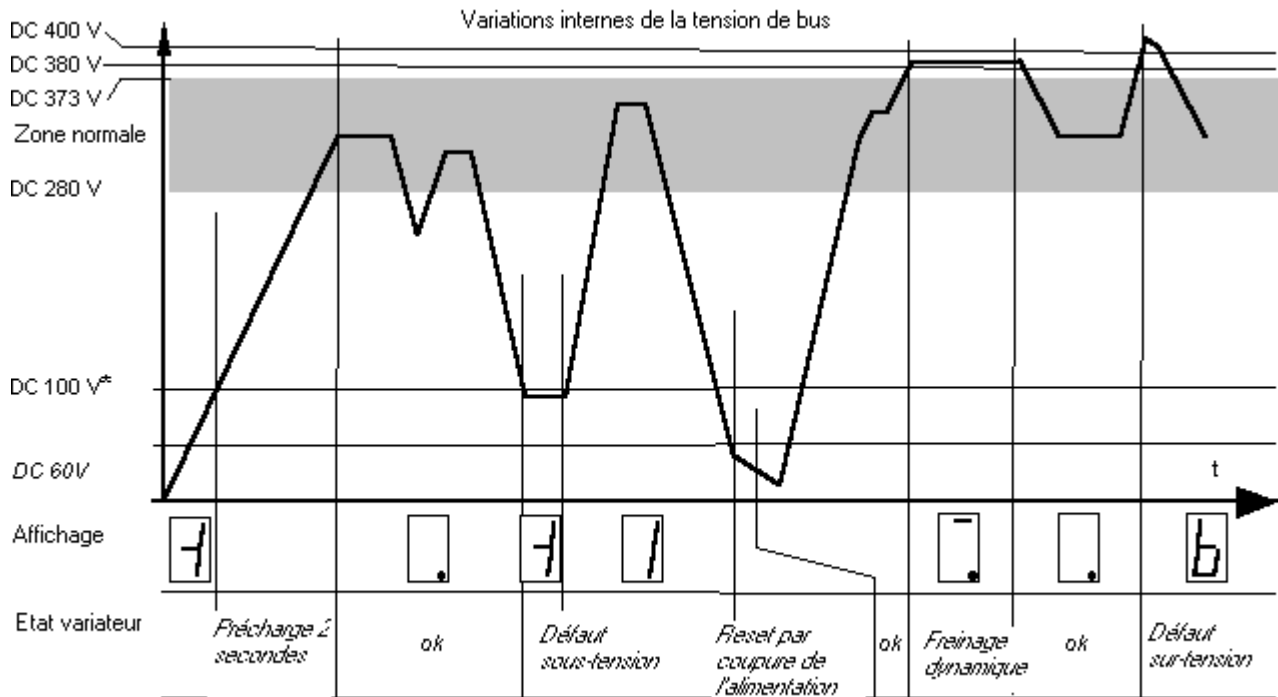 Variations internes de la tension de bus
DC 400 V
DC 380 V
DC 373 V
Zone normale
DC 280 V
DC 100 V*
DC 60V
t
Affichage
b
Etat variateur
Précharge 2
secondes
ok
Défaut
sous-tension
Reset par
coupure de
l'alimentation
ok
Freinage
dynamique
ok
Défaut
sur-tension